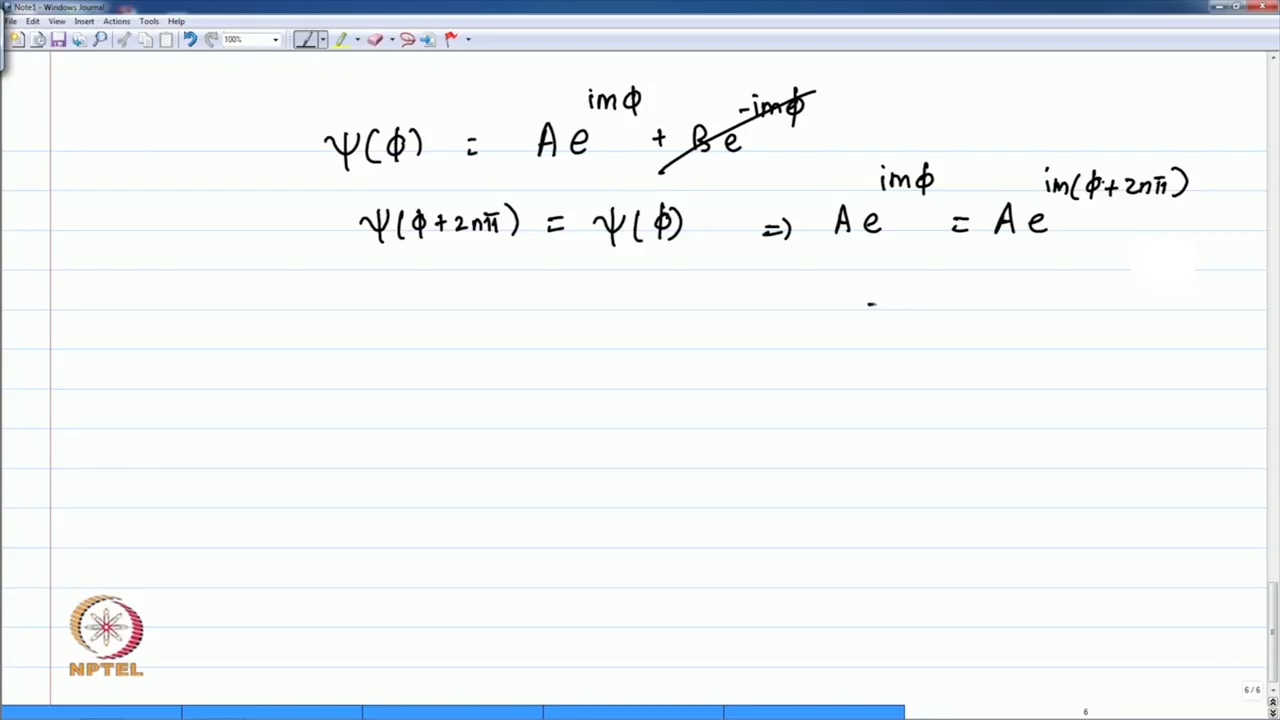 Note1 - Windows Journal
File Edit View Insert Actions Tools Help
100%
ψ(ϕ) = A e^{imϕ} + B e^{-imϕ}
ψ(ϕ + 2nπ) = ψ(ϕ) => A e^{imϕ} = A e^{im(ϕ + 2nπ)}
NPTEL
6/6
6